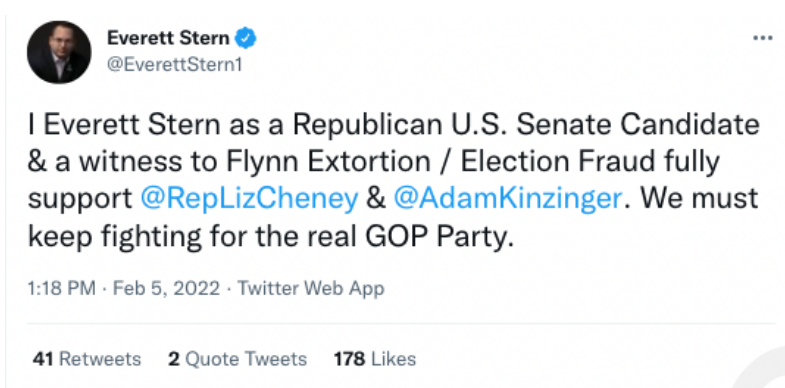 Everett Stern
@EverettStern1
I Everett Stern as a Republican U.S. Senate Candidate
& a witness to Flynn Extortion / Election Fraud fully
support @RepLizCheney & @AdamKinzinger. We must
keep fighting for the real GOP Party.
1:18 PM · Feb 5, 2022 · Twitter Web App
41 Retweets 2 Quote Tweets 178 Likes